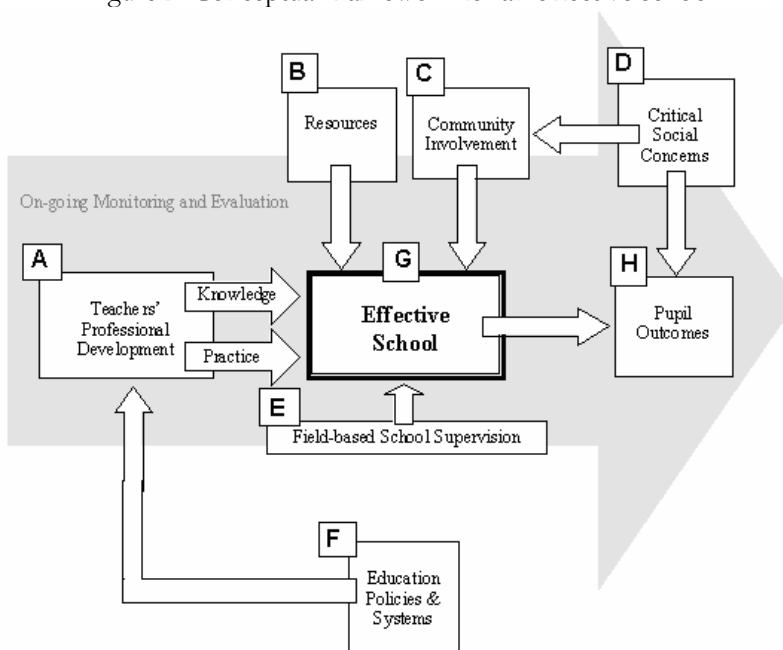 B
Resources
C
Community
Involvement
D
Critical
Social
Concerns
On-going Monitoring and Evaluation
A
Teachers'
Professional
Development
Knowledge
Practice
G
Effective
School
H
Pupil
Outcomes
E
Field-based School Supervision
F
Education
Policies &
Systems